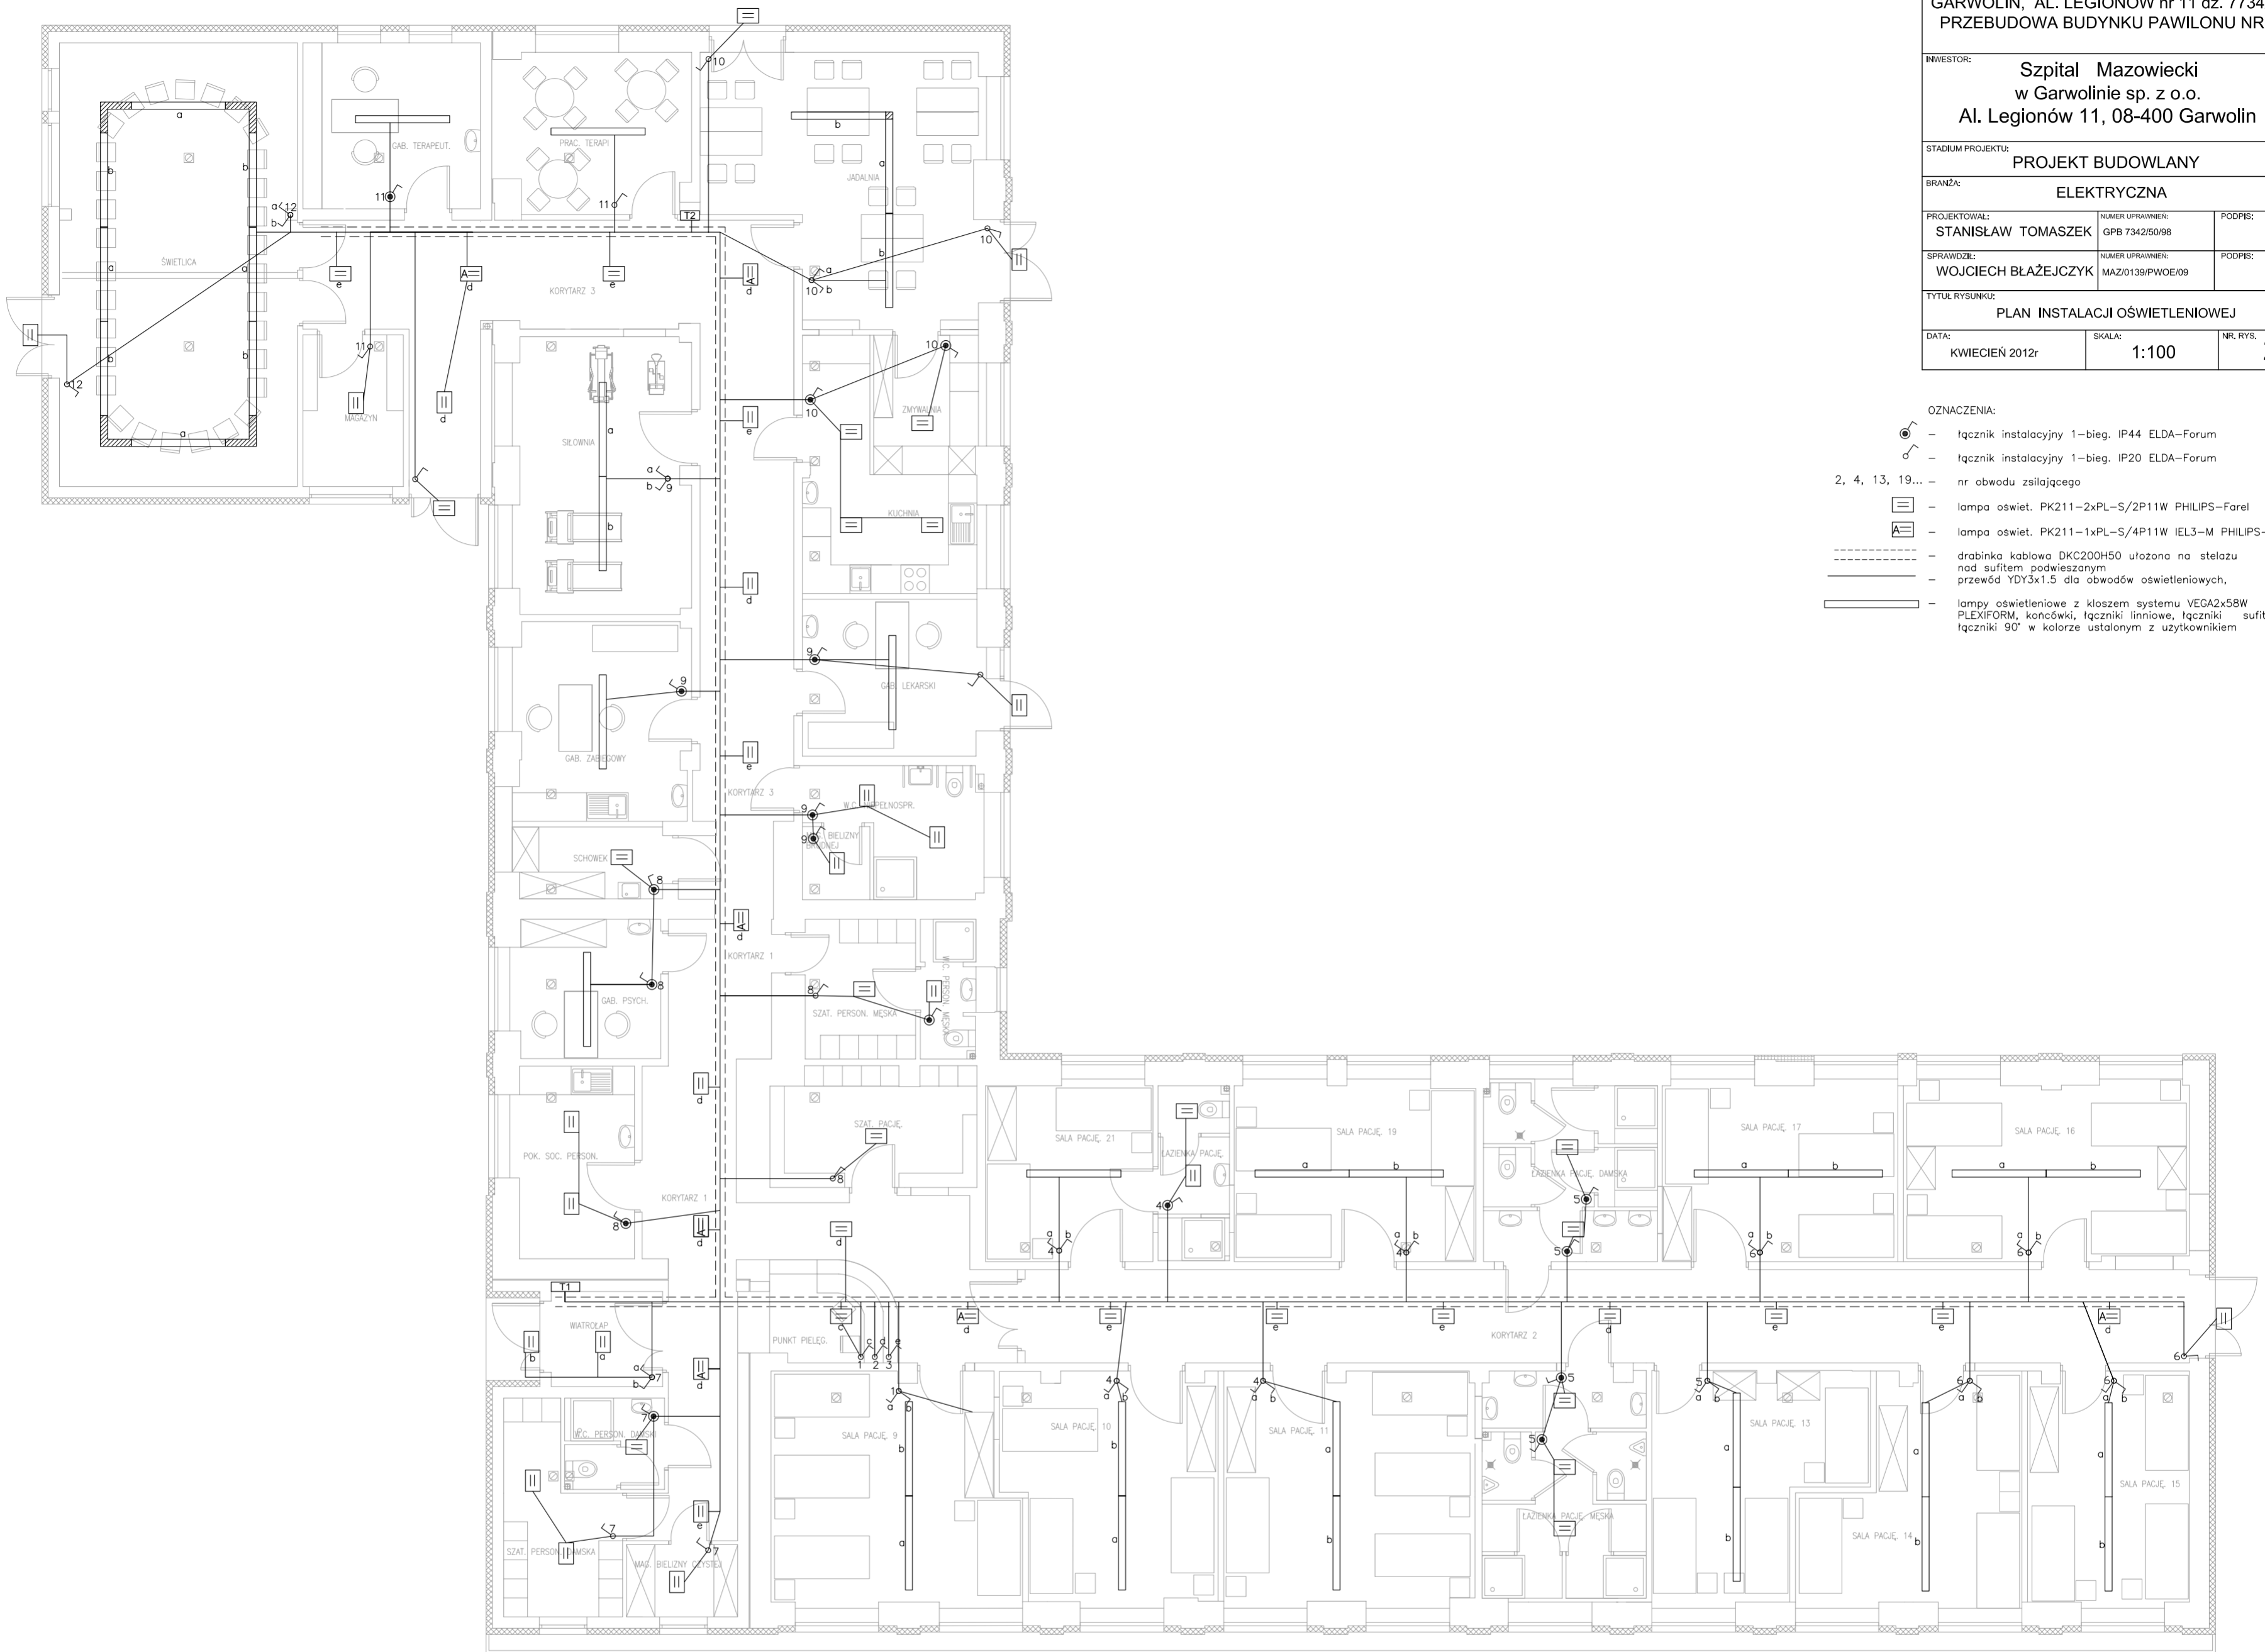 GARWOLIN, AL. LEGIONÓW nr 11 dz. 7734
PRZEBUDOWA BUDYNKU PAWILONU NR
INWESTOR:
Szpital Mazowiecki
w Garwolinie sp. z o.o.
Al. Legionów 11, 08-400 Garwolin
STADIUM PROJEKTU:
PROJEKT BUDOWLANY
BRANŻA:
ELEKTRYCZNA
PROJEKTOWAŁ:
STANISŁAW TOMASZEK
NUMER UPRAWNIEŃ:
GPB 7342/50/98
PODPIS:
SPRAWDZIŁ:
WOJCIECH BŁAŻEJCZYK
NUMER UPRAWNIEŃ:
MAZ/0139/PWOE/09
PODPIS:
TYTUŁ RYSUNKU:
PLAN INSTALACJI OŚWIETLENIOWEJ
DATA:
KWIECIEŃ 2012r
SKALA:
1:100
NR. RYS.
OZNACZENIA:
– łącznik instalacyjny 1–bieg. IP44 ELDA–Forum
– łącznik instalacyjny 1–bieg. IP20 ELDA–Forum
2, 4, 13, 19... – nr obwodu zsilającego
– lampa oświet. PK211–2xPL–S/2P11W PHILIPS–Farel
A – lampa oświet. PK211–1xPL–S/4P11W IEL3–M PHILIPS–
– drabinka kablowa DKC200H50 ułożona na stelażu
nad sufitem podwieszanym
– przewód YDY3x1.5 dla obwodów oświetleniowych,
– lampy oświetleniowe z kloszem systemu VEGA2x58W
PLEXIFORM, końcówki, łączniki linniowe, łączniki sufit
łączniki 90° w kolorze ustalonym z użytkownikiem
ŚWIETLICA
GAB. TERAPEUT.
PRAC. TERAPI
JADALNIA
T2
KORYTARZ 3
MAGAZYN
SIŁOWNIA
ZMYWALNIA
KUCHNIA
GAB. LEKARSKI
GAB. ZABIEGOWY
KORYTARZ 3
W.C. NIEPEŁNOSPR.
MAG. BIELIZNY
BRUDNEJ
SCHOWEK
KORYTARZ 1
GAB. PSYCH.
SZAT. PERSON. MĘSKA
W.C. PERSON. MĘSKI
SZAT. PACJĘ.
POK. SOC. PERSON.
KORYTARZ 1
SALA PACJĘ. 21
ŁAZIENKA PACJĘ.
SALA PACJĘ. 19
ŁAZIENKA PACJĘ. DAMSKA
SALA PACJĘ. 17
SALA PACJĘ. 16
T1
WIATROŁAP
PUNKT PIELĘG.
KORYTARZ 2
W.C. PERSON. DAMSKI
SZAT. PERSON. DAMSKA
MAG. BIELIZNY CZYSTEJ
SALA PACJĘ. 9
SALA PACJĘ. 10
SALA PACJĘ. 11
ŁAZIENKA PACJĘ. MĘSKA
SALA PACJĘ. 13
SALA PACJĘ. 14
SALA PACJĘ. 15